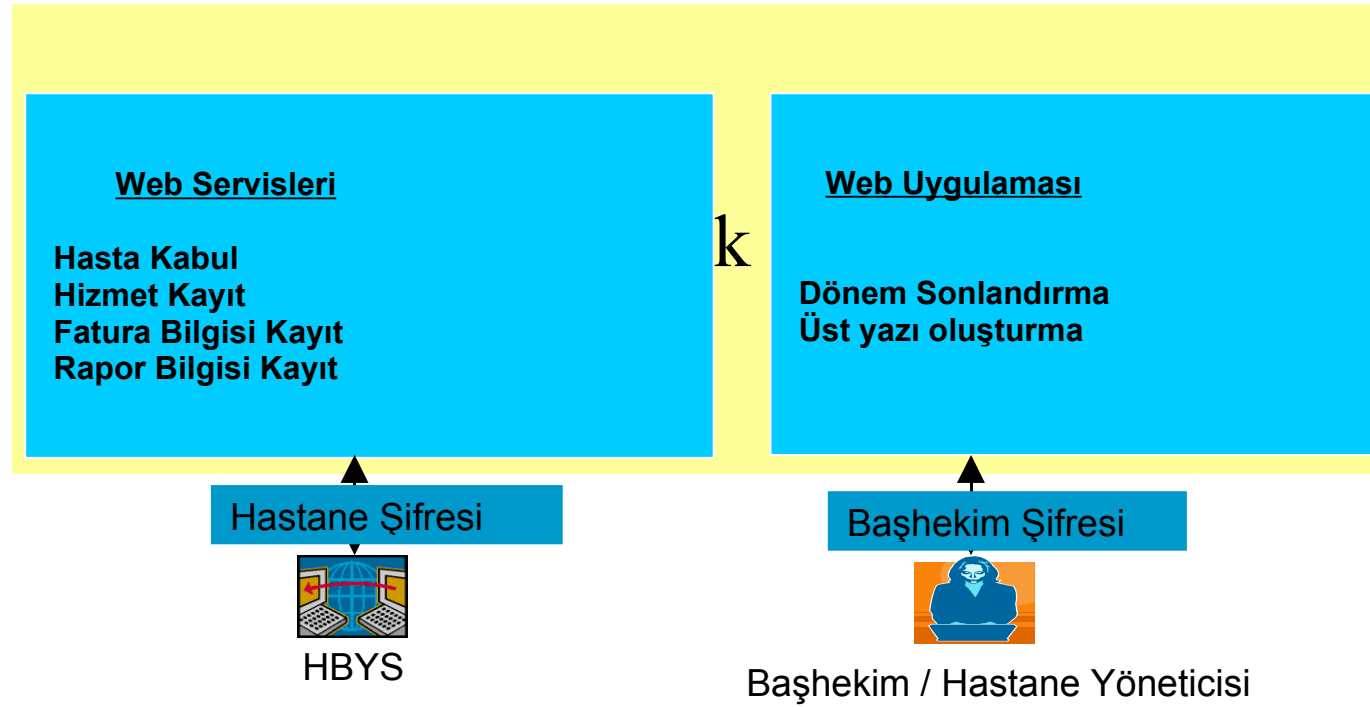 Web Servisleri
Hasta Kabul
Hizmet Kayıt
Fatura Bilgisi Kayıt
Rapor Bilgisi Kayıt
k
Web Uygulaması
Dönem Sonlandırma
Üst yazı oluşturma
Hastane Şifresi
Başhekim Şifresi
HBYS
Başhekim / Hastane Yöneticisi